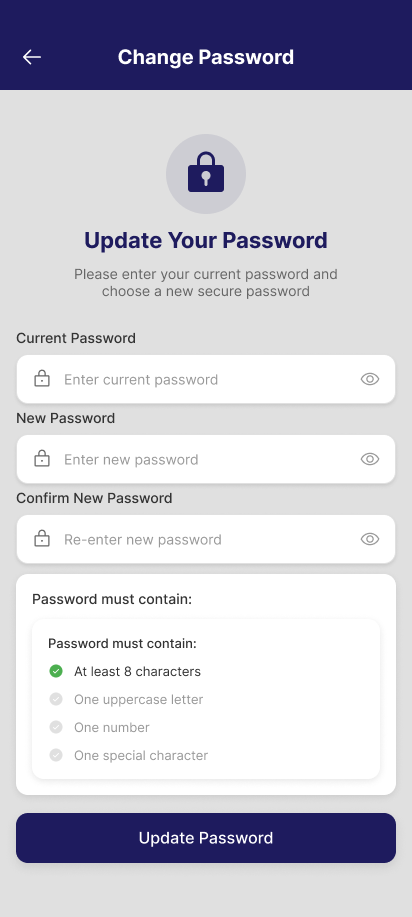 Change Password
Update Your Password
Please enter your current password and
choose a new secure password
Current Password
Enter current password
New Password
Enter new password
Confirm New Password
Re-enter new password
Password must contain:
Password must contain:
At least 8 characters
One uppercase letter
One number
One special character
Update Password